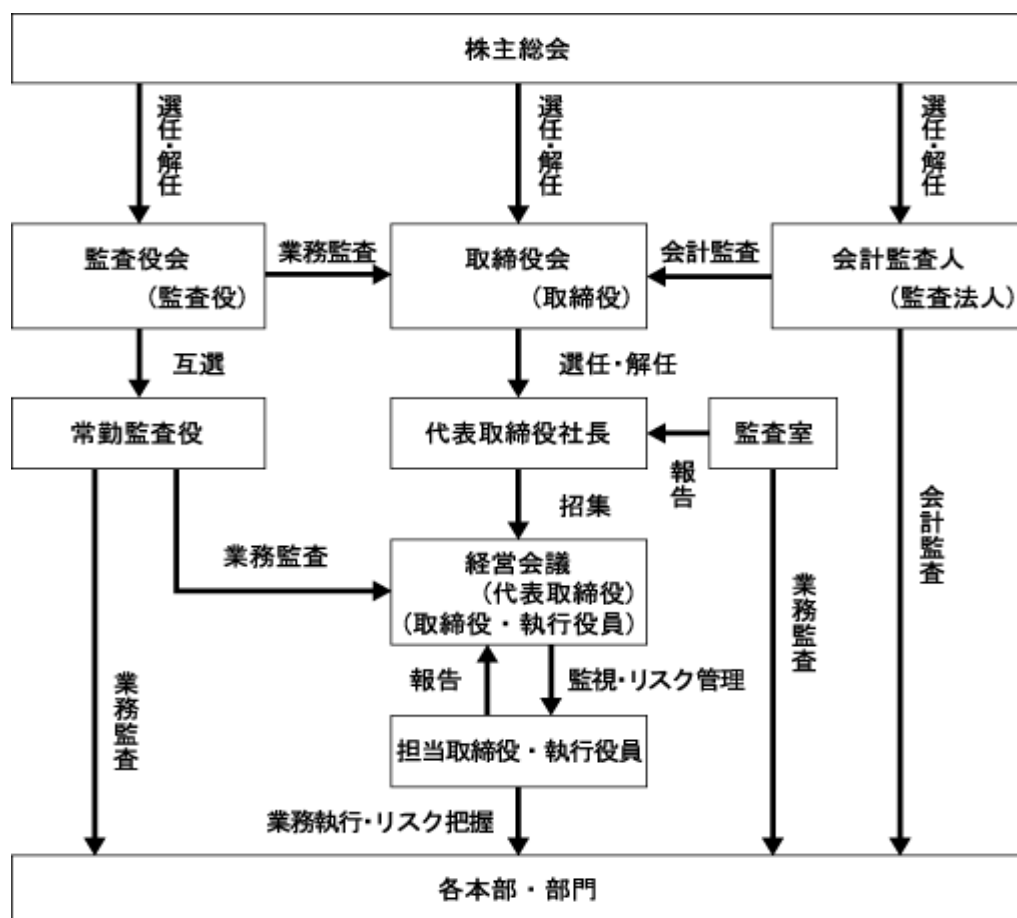 株主総会
選任・解任
選任・解任
選任・解任
監査役会
(監査役)
業務監査
取締役会
(取締役)
会計監査
会計監査人
(監査法人)
互選
選任・解任
常勤監査役
代表取締役社長
報告
監査室
招集
業務監査
経営会議
(代表取締役)
(取締役・執行役員)
会計監査
業務監査
業務監査
報告
監視・リスク管理
担当取締役・執行役員
業務執行・リスク把握
各本部・部門